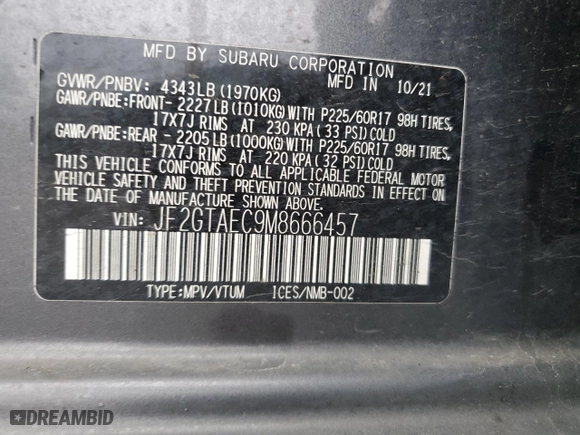 MFD BY SUBARU CORPORATION
MFD IN 10/21
GVWR/PNBV: 4343LB (1970KG)
GAWR/PNBE:FRONT- 2227LB (1010KG) WITH P225/60R17 98H TIRES,
17X7J RIMS AT 230 KPA ( 33 PSI) COLD
GAWR/PNBE:REAR - 2205LB (1000KG) WITH P225/60R17 98H TIRES,
17X7J RIMS AT 220 KPA ( 32 PSI) COLD
THIS VEHICLE CONFORMS TO ALL APPLICABLE FEDERAL MOTOR
VEHICLE SAFETY AND THEFT PREVENTION STANDARDS IN EFFECT ON
THE DATE OF MANUFACTURE SHOWN ABOVE.
VIN: JF2GTAEC9M8666457
TYPE:MPV/VTUM ICES/NMB-002
DREAMBID